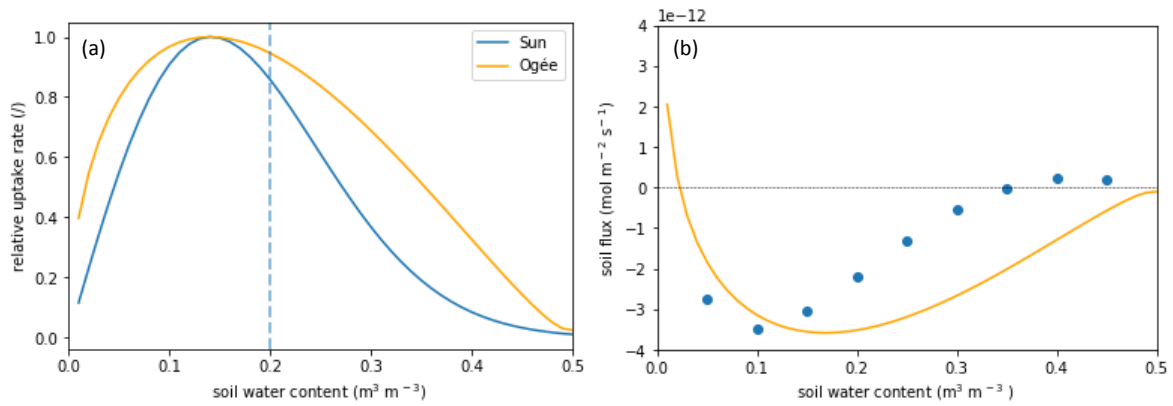 (a)
Sun
Ogée
1.0
0.8
0.6
0.4
0.2
0.0
relative uptake rate (/)
0.0 0.1 0.2 0.3 0.4 0.5
soil water content (m³ m⁻³)
1e−12
(b)
4
3
2
1
0
−1
−2
−3
−4
soil flux (mol m⁻² s⁻¹)
0.0 0.1 0.2 0.3 0.4 0.5
soil water content (m³ m⁻³ )